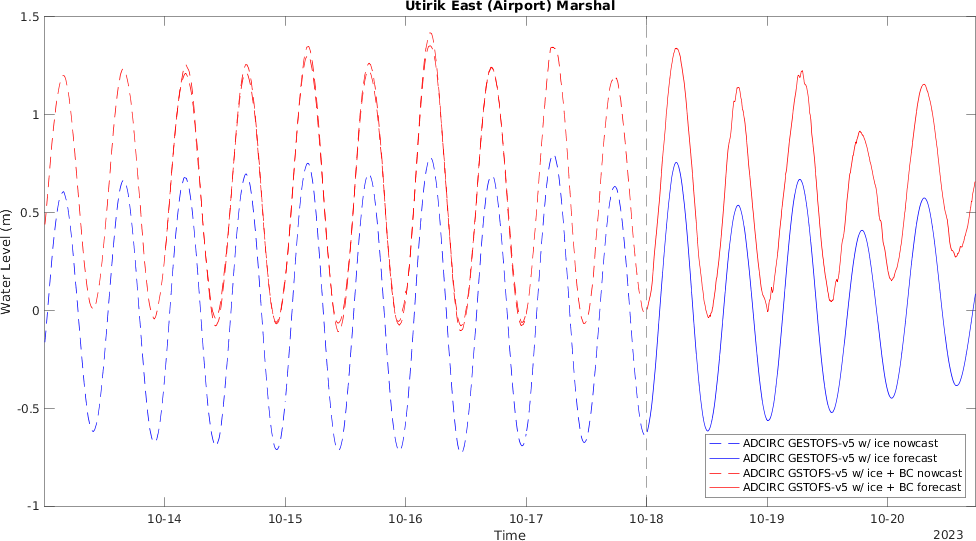 Utirik East (Airport) Marshal
1.5
1
0.5
0
-0.5
-1
Water Level (m)
10-14
10-15
10-16
10-17
10-18
10-19
10-20
Time
2023
ADCIRC GESTOFS-v5 w/ ice nowcast
ADCIRC GESTOFS-v5 w/ ice forecast
ADCIRC GSTOFS-v5 w/ ice + BC nowcast
ADCIRC GSTOFS-v5 w/ ice + BC forecast